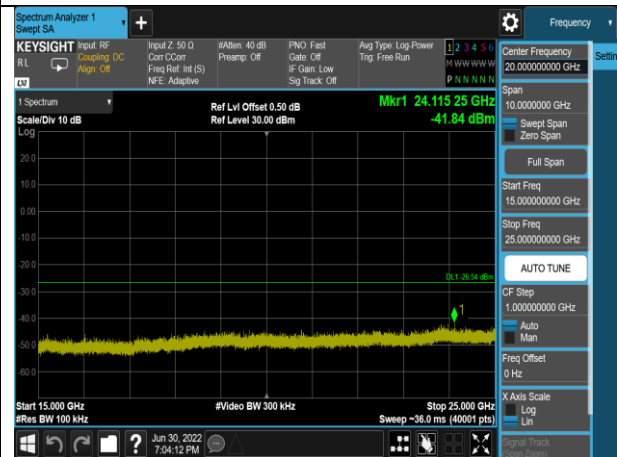 Spectrum Analyzer 1
Swept SA
+
Frequency
KEYSIGHT
RL
LXI
Input: RF
Coupling: DC
Align: Off
Input Z: 50 Ω
Corr CCorr
Freq Ref: Int (S)
NFE: Adaptive
#Atten: 40 dB
Preamp: Off
PNO: Fast
Gate: Off
IF Gain: Low
Sig Track: Off
Avg Type: Log-Power
Trig: Free Run
1 2 3 4 5 6
M W W W W W
P N N N N N
1 Spectrum
Scale/Div 10 dB
Log
Ref Lvl Offset 0.50 dB
Ref Level 30.00 dBm
Mkr1 24.115 25 GHz
-41.84 dBm
20.0
10.0
0.00
-10.0
-20.0
-30.0
-40.0
-50.0
-60.0
DL1 -26.54 dBm
1
Start 15.000 GHz
#Res BW 100 kHz
#Video BW 300 kHz
Stop 25.000 GHz
Sweep ~36.0 ms (40001 pts)
?
Jun 30, 2022
7:04:12 PM
Center Frequency
20.000000000 GHz
Span
10.0000000 GHz
Swept Span
Zero Span
Full Span
Start Freq
15.000000000 GHz
Stop Freq
25.000000000 GHz
AUTO TUNE
CF Step
1.000000000 GHz
Auto
Man
Freq Offset
0 Hz
X Axis Scale
Log
Lin
Signal Track
(Span Zoom)
Settin